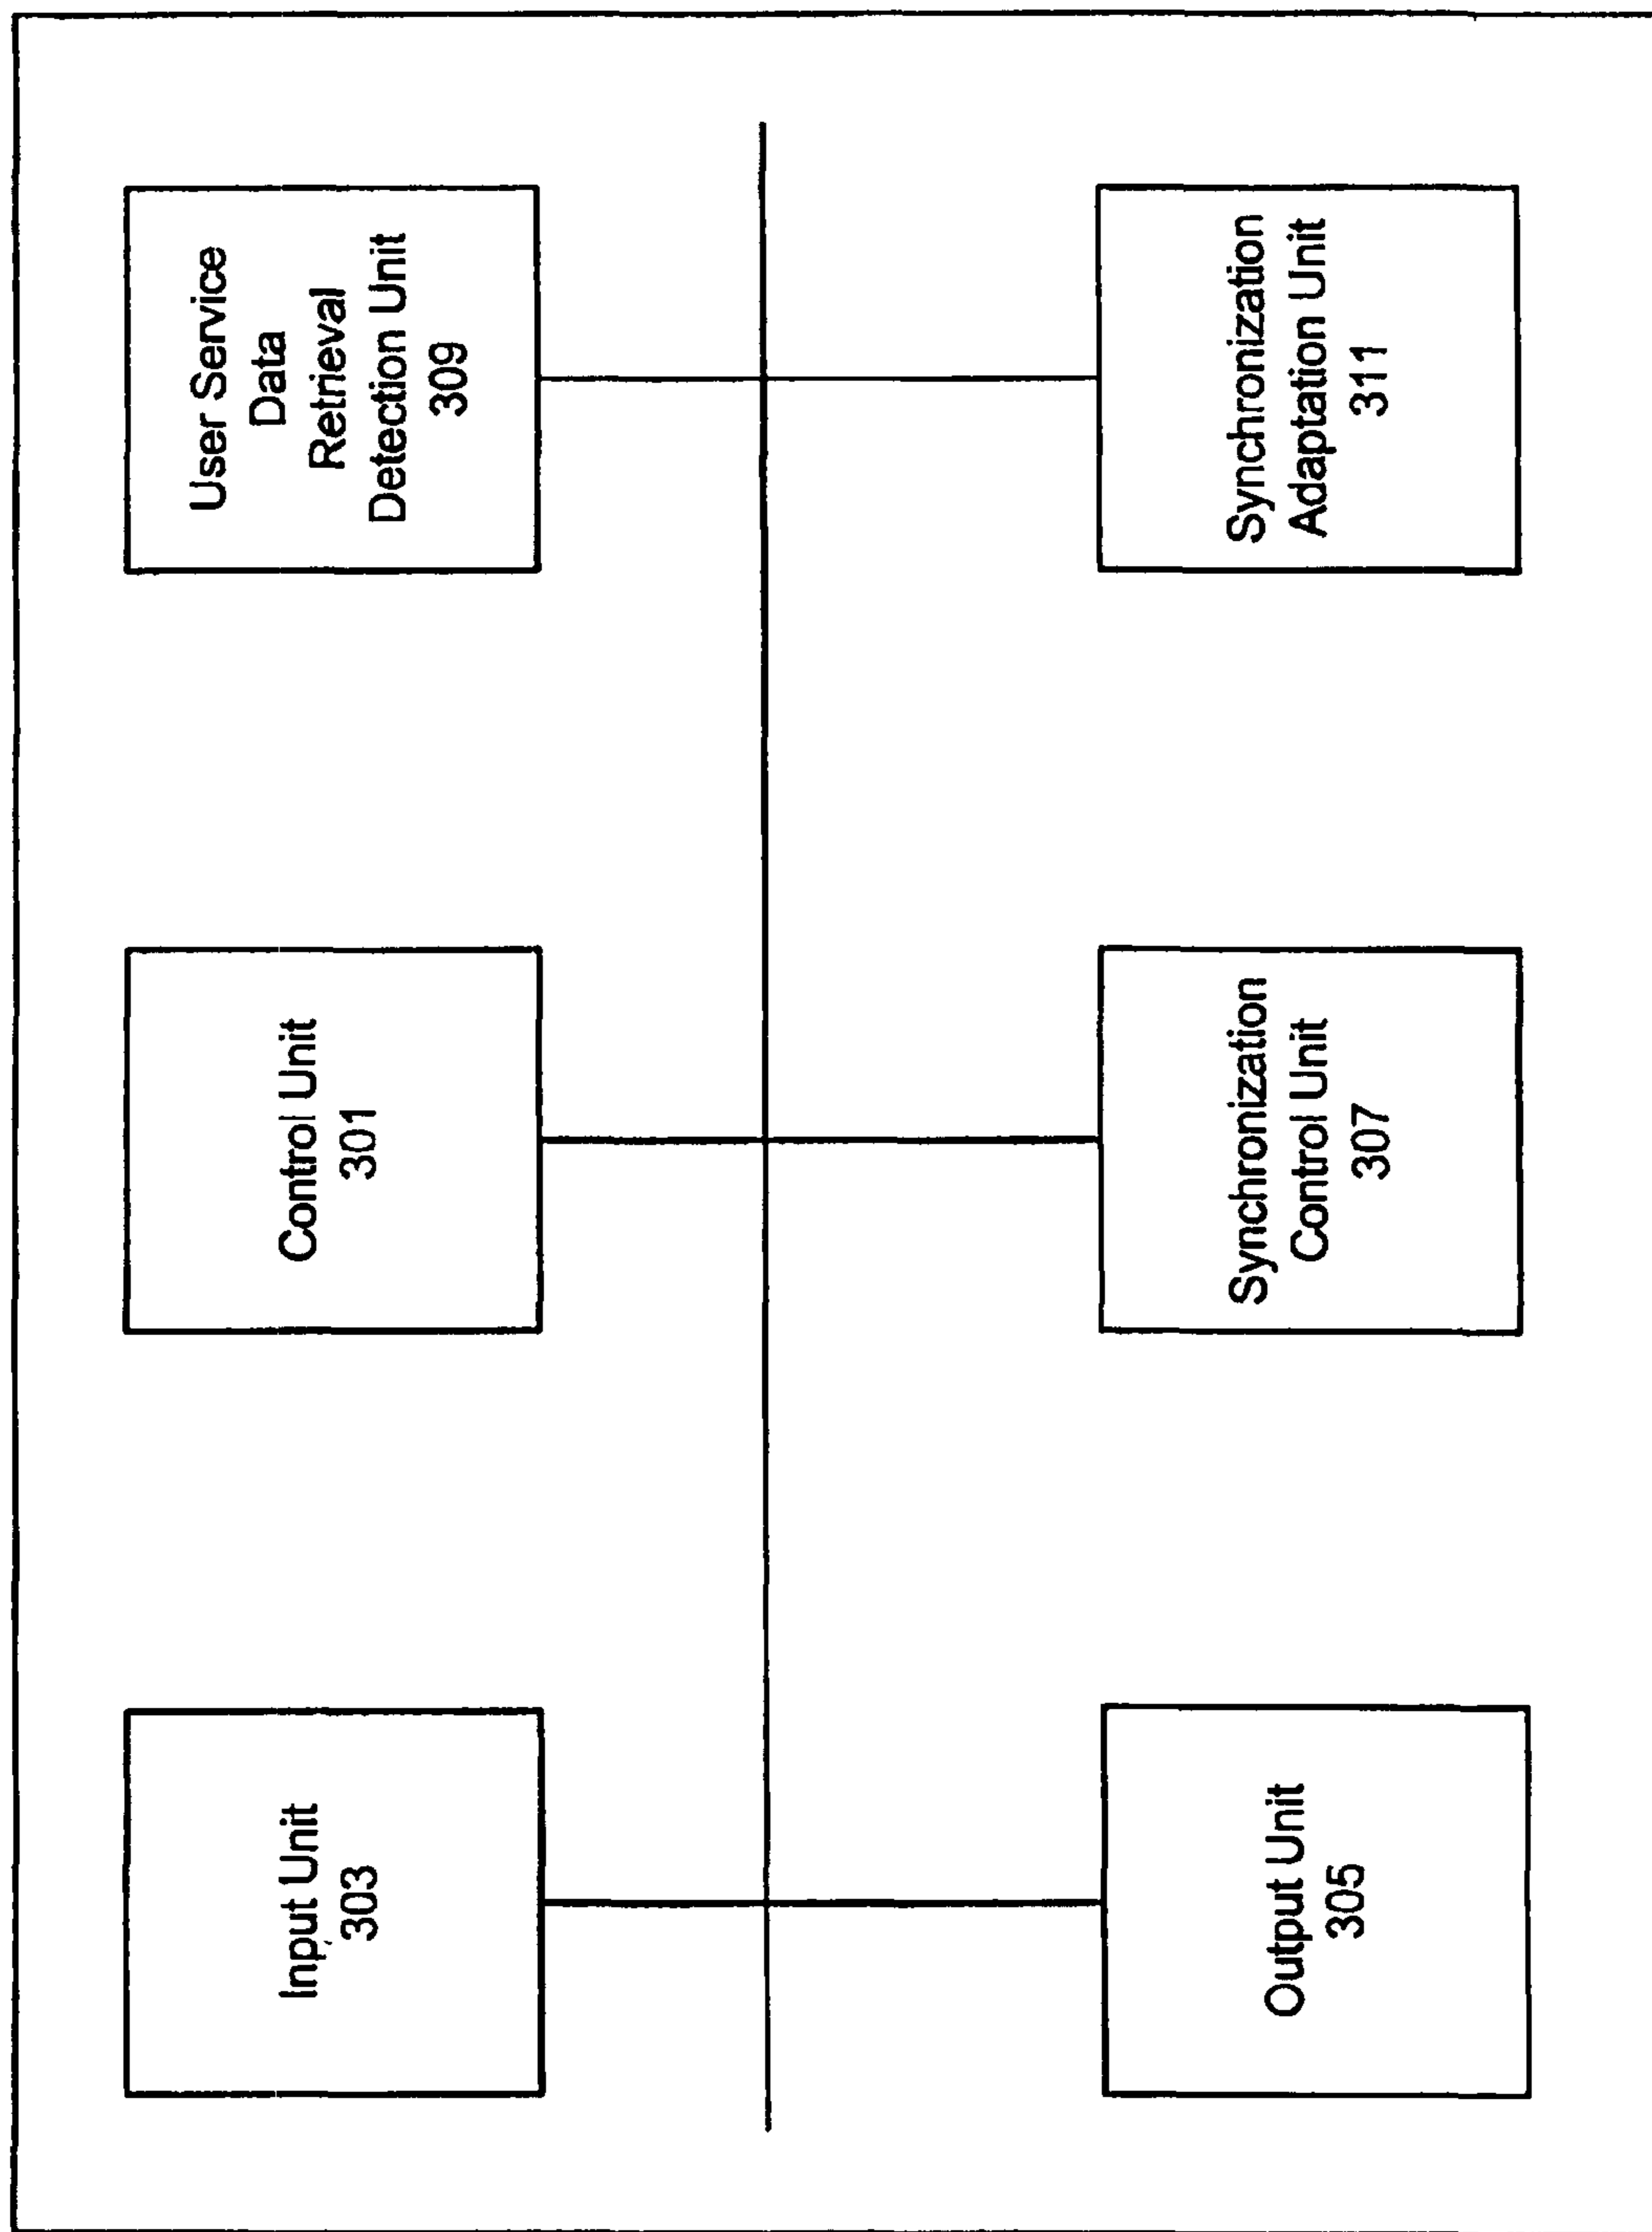 Input Unit
303
Control Unit
301
User Service
Data
Retrieval
Detection Unit
309
Output Unit
305
Synchronization
Control Unit
307
Synchronization
Adaptation Unit
311